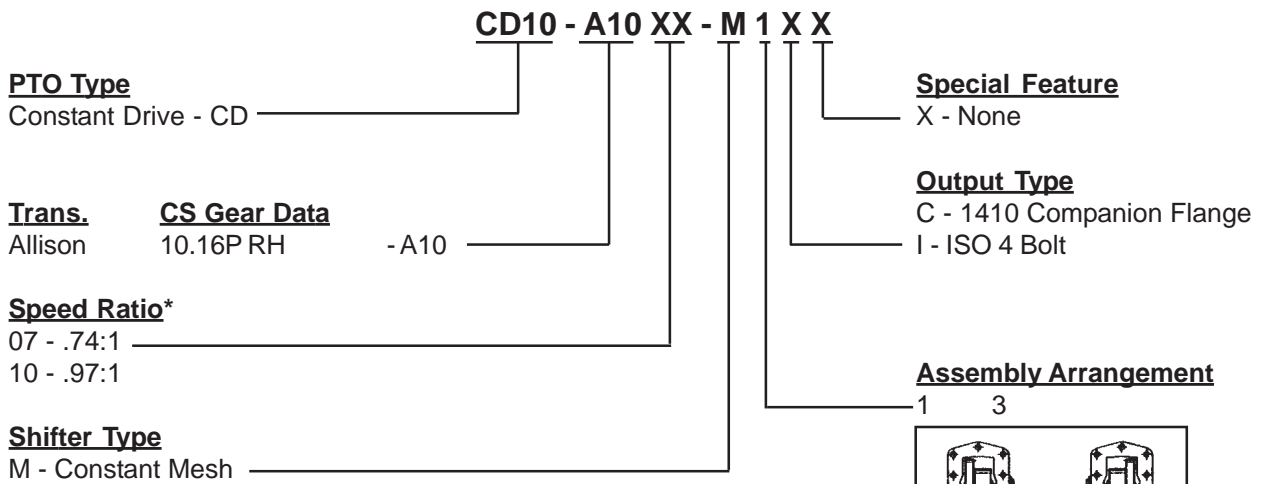 CD10 - A10 XX - M 1 X X
PTO Type
Constant Drive - CD
Trans. CS Gear Data
Allison 10.16P RH - A10
Speed Ratio*
07 - .74:1
10 - .97:1
Shifter Type
M - Constant Mesh
Special Feature
X - None
Output Type
C - 1410 Companion Flange
I - ISO 4 Bolt
Assembly Arrangement
1 3